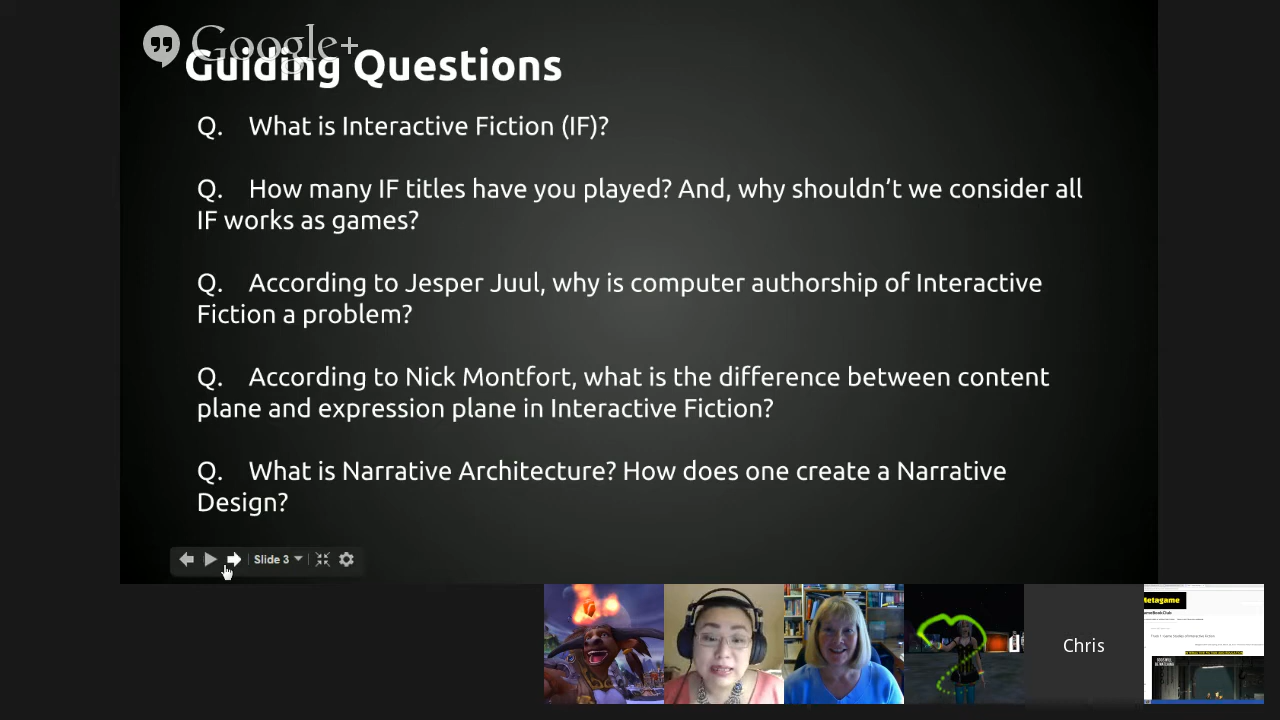 Google+
Guiding Questions
Q. What is Interactive Fiction (IF)?
Q. How many IF titles have you played? And, why shouldn’t we consider all
IF works as games?
Q. According to Jesper Juul, why is computer authorship of Interactive
Fiction a problem?
Q. According to Nick Montfort, what is the difference between content
plane and expression plane in Interactive Fiction?
Q. What is Narrative Architecture? How does one create a Narrative
Design?
Slide 3
Chris
Metagame